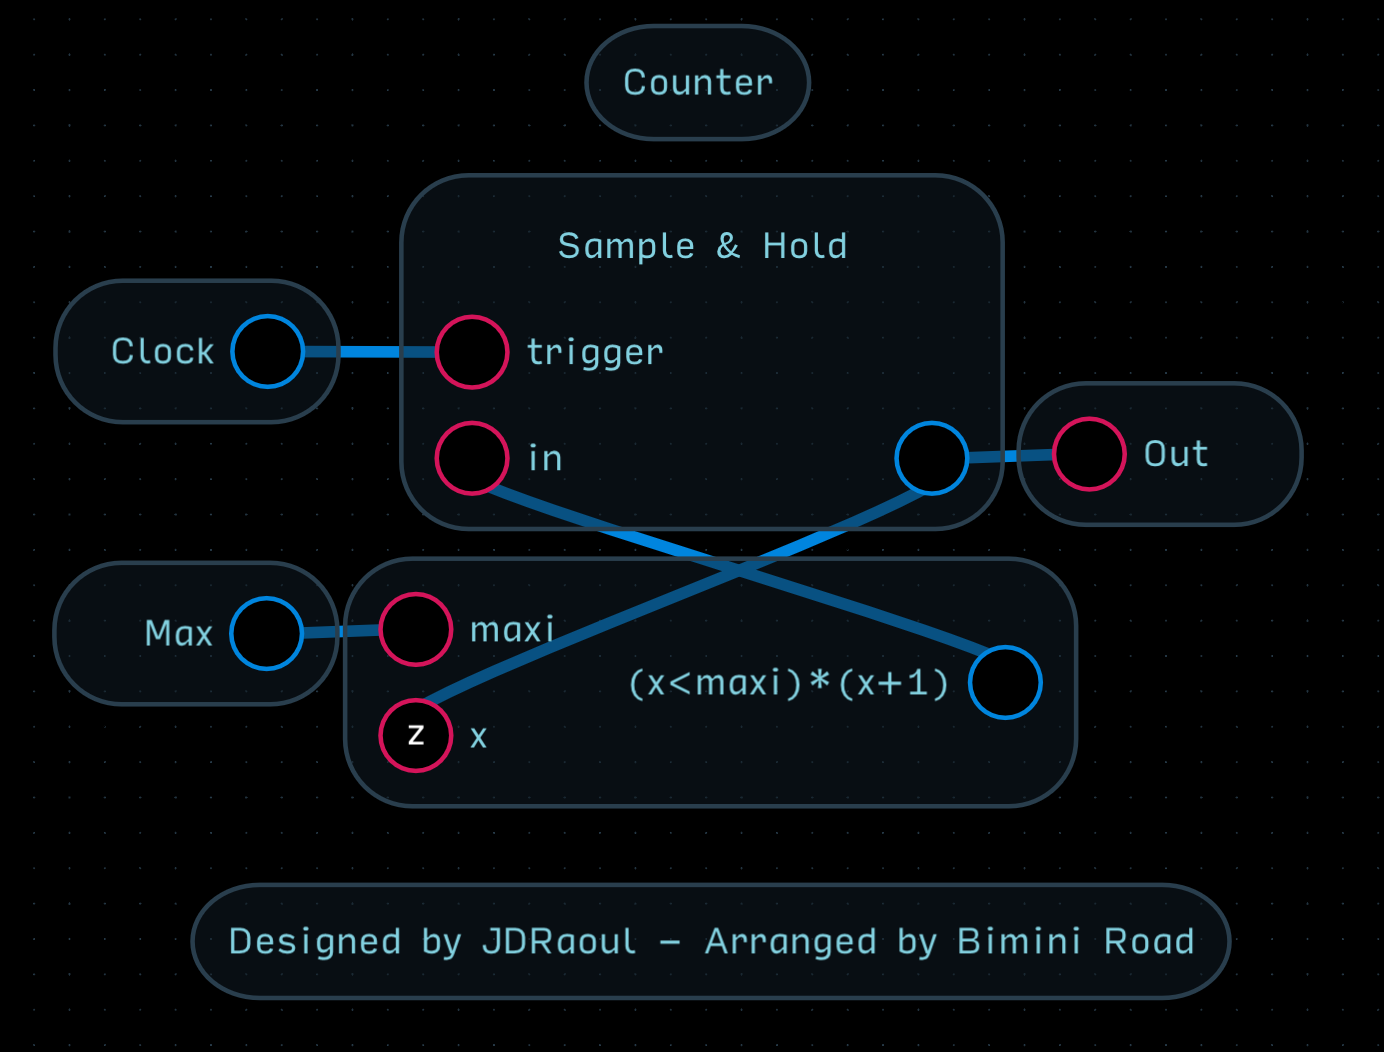 Counter
Sample & Hold
Clock
trigger
in
Out
Max
maxi
(x<maxi)*(x+1)
z
x
Designed by JDRaoul – Arranged by Bimini Road